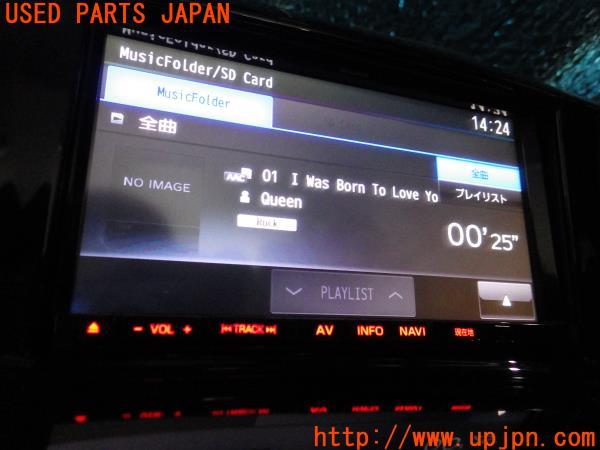 USED PARTS JAPAN
MusicFolder/SD Card
MusicFolder
14:24
全曲
全曲
プレイリスト
NO IMAGE
AAC
01 I Was Born To Love Yo
Queen
Rock
00'25"
PLAYLIST
- VOL +
TRACK
AV
INFO
NAVI
現在地
http://www.upjpn.com/